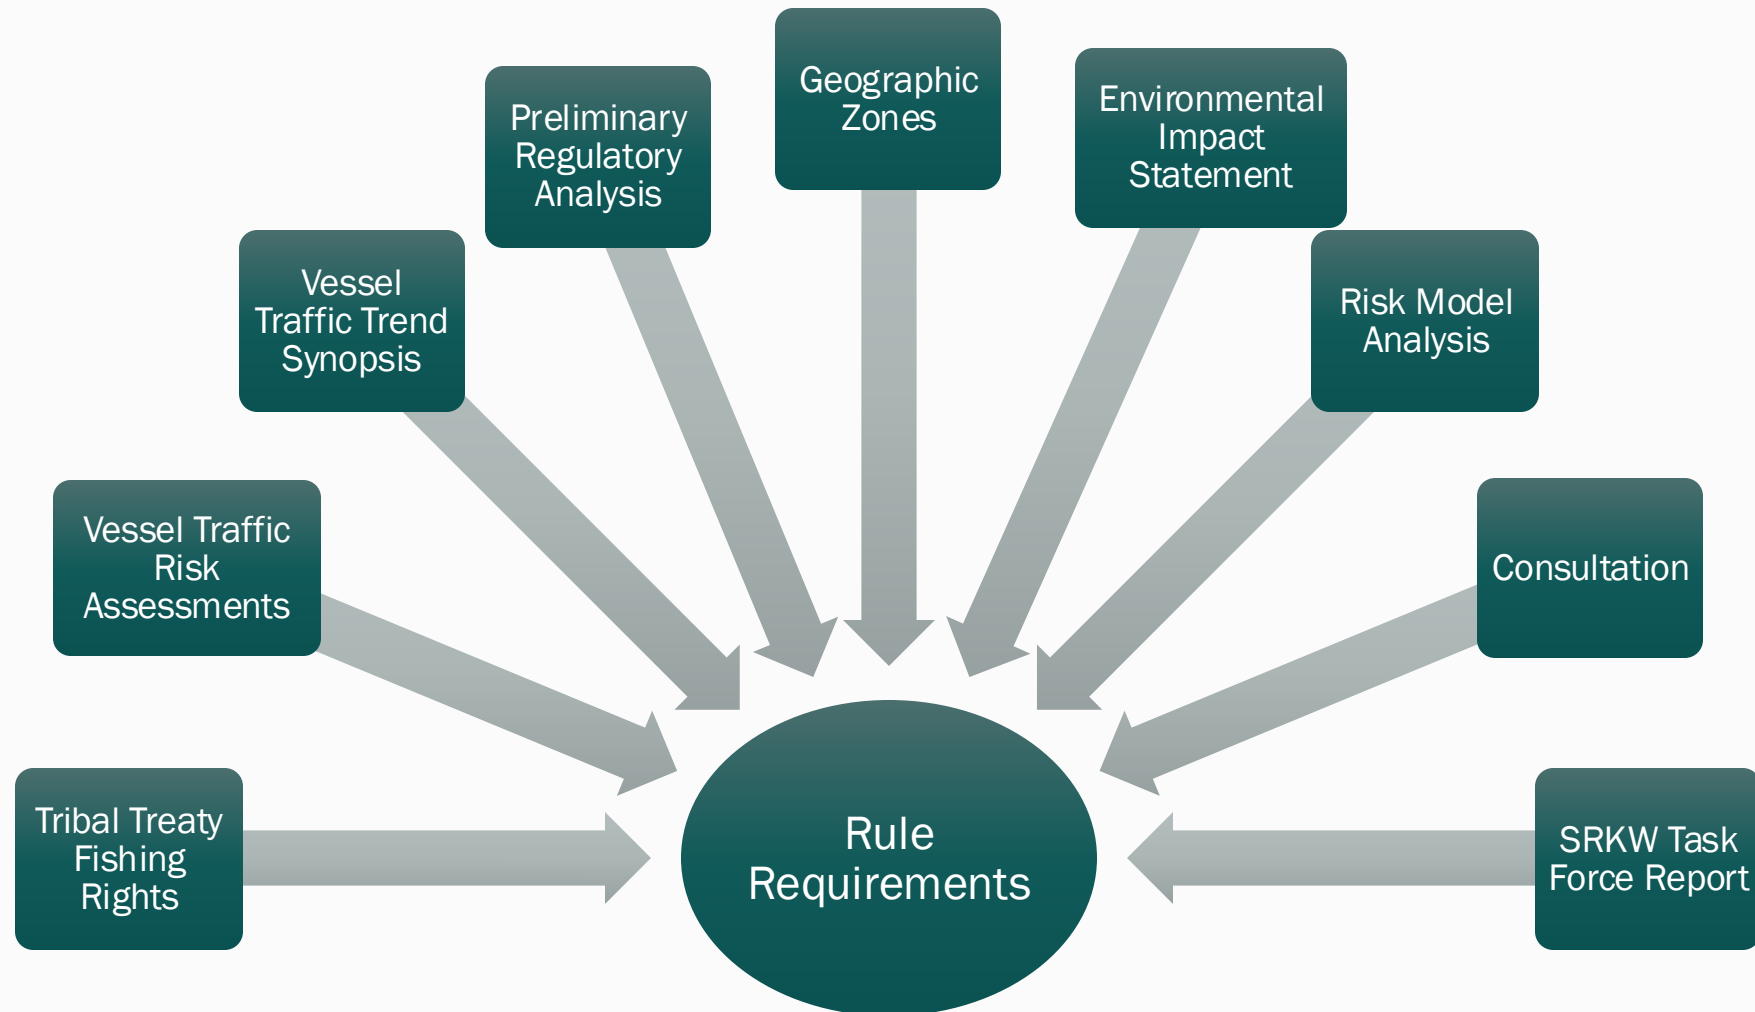 Geographic
Zones
Environmental
Impact
Statement
Preliminary
Regulatory
Analysis
Vessel
Traffic Trend
Synopsis
Risk Model
Analysis
Vessel Traffic
Risk
Assessments
Consultation
Tribal Treaty
Fishing
Rights
Rule
Requirements
SRKW Task
Force Report